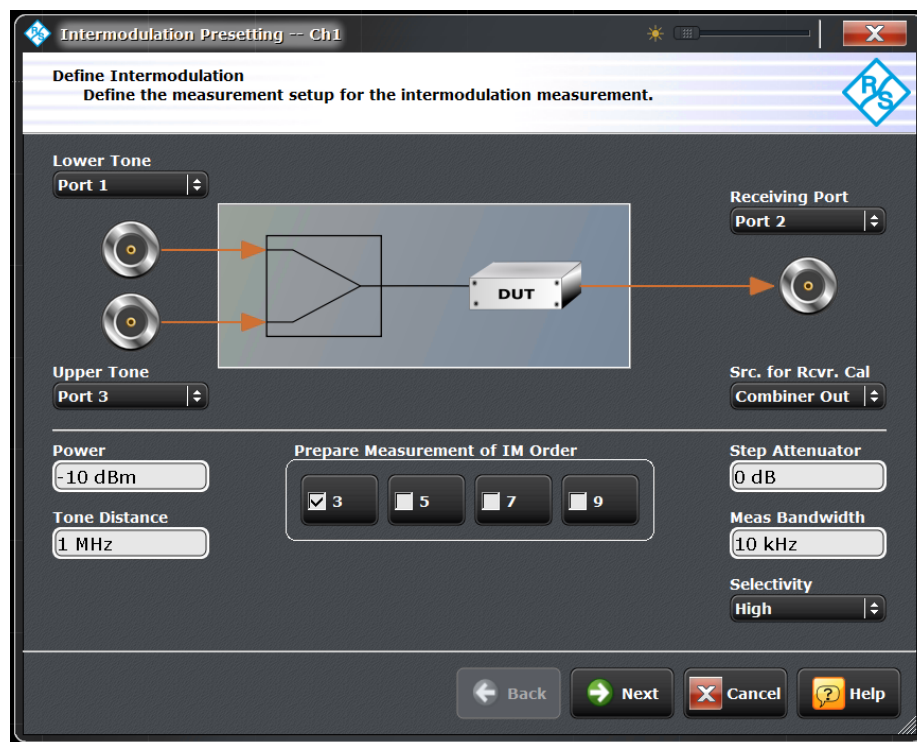 Intermodulation Presetting -- Ch1
X
Define Intermodulation
Define the measurement setup for the intermodulation measurement.
R/S
Lower Tone
Port 1
Receiving Port
Port 2
DUT
Upper Tone
Port 3
Src. for Rcvr. Cal
Combiner Out
Power
-10 dBm
Prepare Measurement of IM Order
3
5
7
9
Step Attenuator
0 dB
Tone Distance
1 MHz
Meas Bandwidth
10 kHz
Selectivity
High
Back
Next
Cancel
Help